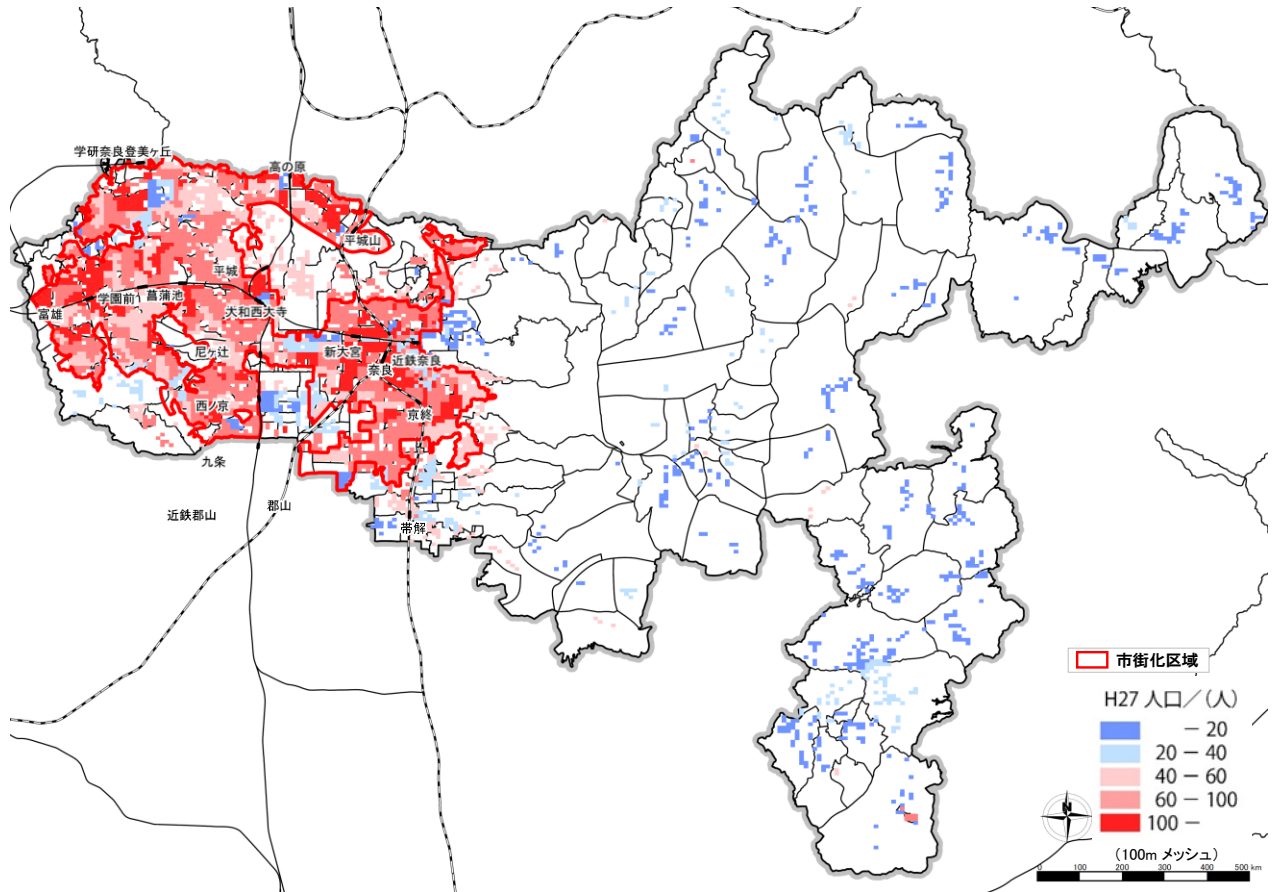 学研奈良登美ヶ丘
高の原
平城山
平城
学園前
菖蒲池
富雄
大和西大寺
尼ヶ辻
新大宮
近鉄奈良
奈良
西ノ京
京終
九条
郡山
近鉄郡山
帯解
市街化区域
H27 人口/(人)
- 20
20 - 40
40 - 60
60 - 100
100 -
N
(100m メッシュ)
0 100 200 300 400 500 km